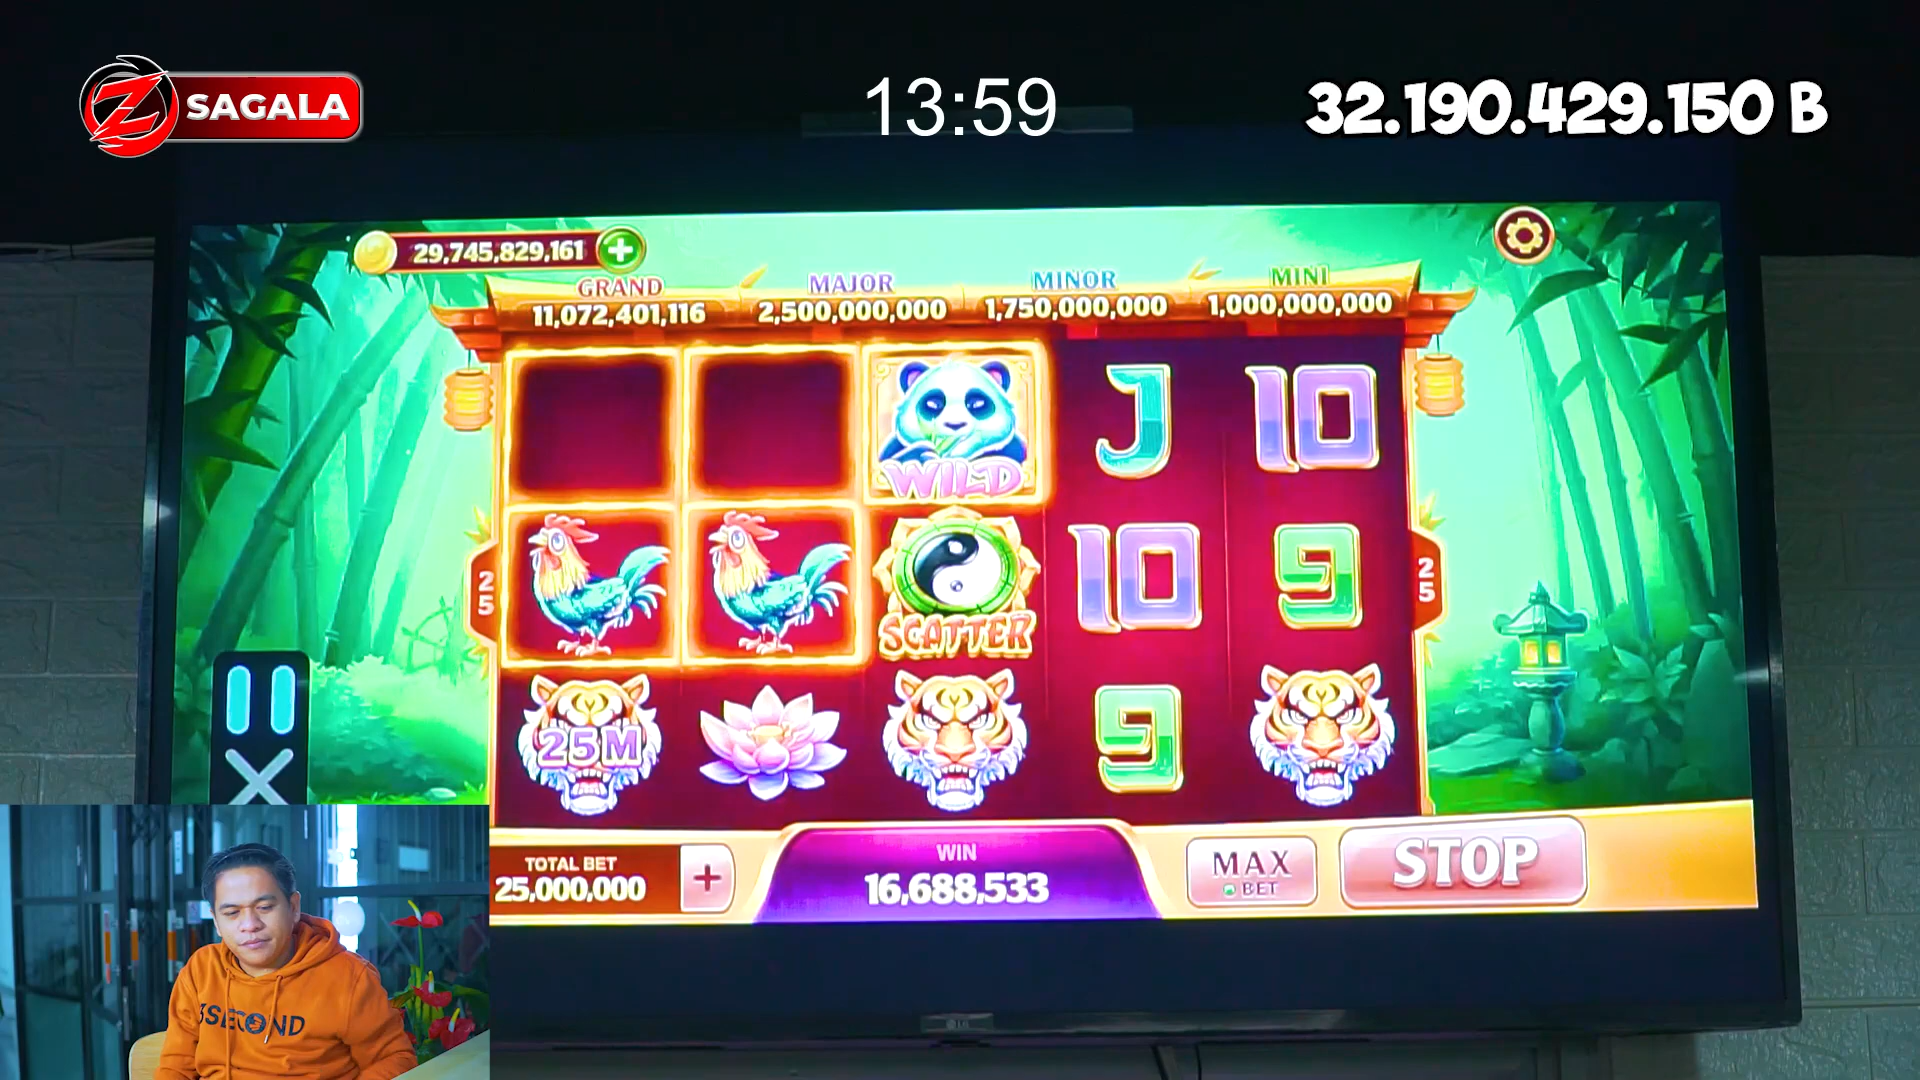 SAGALA
13:59
32.190.429.150 B
29,745,829,161 +
GRAND MAJOR MINOR MINI
11,072,401,116 2,500,000,000 1,750,000,000 1,000,000,000
WILD J 10
25 SCATTER 10 9 25
25M 9
TOTAL BET
25,000,000 +
WIN
16,688,533
MAX
BET
STOP
3SECOND
LG